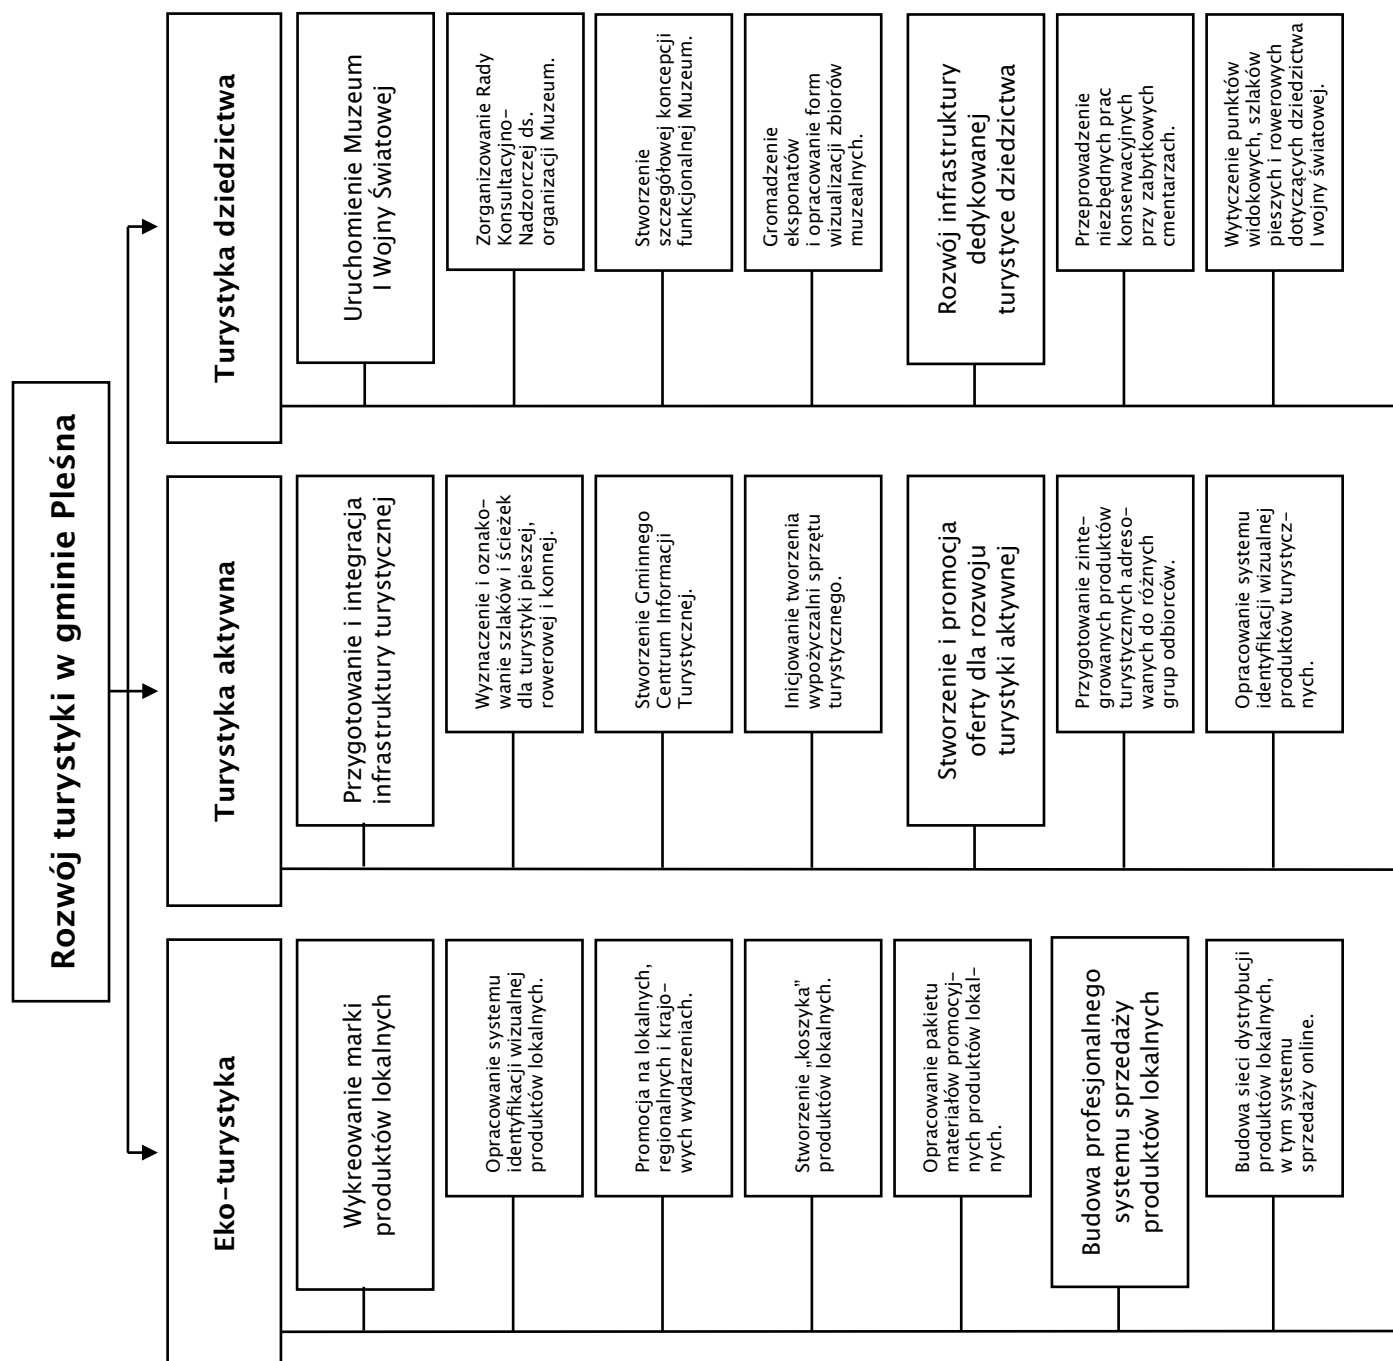 Rozwój turystyki w gminie Pleśna
Eko-turystyka
Wykreowanie marki
produktów lokalnych
Opracowanie systemu
identyfikacji wizualnej
produktów lokalnych.
Promocja na lokalnych,
regionalnych i krajo-
wych wydarzeniach.
Stworzenie „koszyka”
produktów lokalnych.
Opracowanie pakietu
materiałów promocyj-
nych produktów lokal-
nych.
Budowa profesjonalnego
systemu sprzedaży
produktów lokalnych
Budowa sieci dystrybucji
produktów lokalnych,
w tym systemu
sprzedaży online.
Turystyka aktywna
Przygotowanie i integracja
infrastruktury turystycznej
Wyznaczenie i oznako-
wanie szlaków i ścieżek
dla turystyki pieszej,
rowerowej i konnej.
Stworzenie Gminnego
Centrum Informacji
Turystycznej.
Inicjowanie tworzenia
wypożyczalni sprzętu
turystycznego.
Stworzenie i promocja
oferty dla rozwoju
turystyki aktywnej
Przygotowanie zinte-
growanych produktów
turystycznych adreso-
wanych do różnych
grup odbiorców.
Opracowanie systemu
identyfikacji wizualnej
produktów turystycz-
nych.
Turystyka dziedzictwa
Uruchomienie Muzeum
I Wojny Światowej
Zorganizowanie Rady
Konsultacyjno-
Nadzorczej ds.
organizacji Muzeum.
Stworzenie
szczegółowej koncepcji
funkcjonalnej Muzeum.
Gromadzenie
eksponatów
i opracowanie form
wizualizacji zbiorów
muzealnych.
Rozwój infrastruktury
dedykowanej
turystyce dziedzictwa
Przeprowadzenie
niezbędnych prac
konserwacyjnych
przy zabytkowych
cmentarzach.
Wytyczenie punktów
widokowych, szlaków
pieszych i rowerowych
dotyczących dziedzictwa
I wojny światowej.